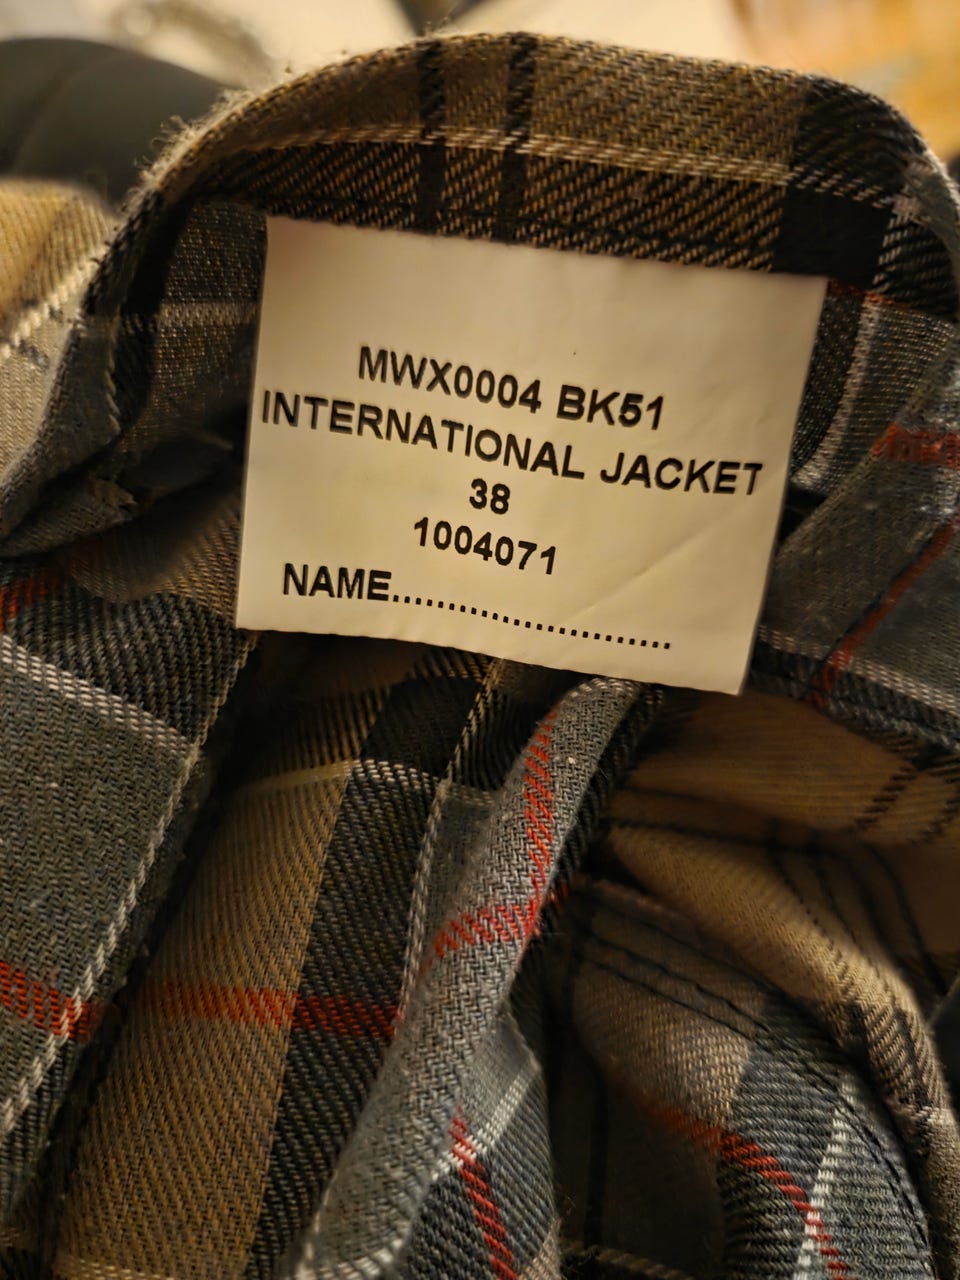 MWX0004 BK51
INTERNATIONAL JACKET
38
1004071
NAME............................